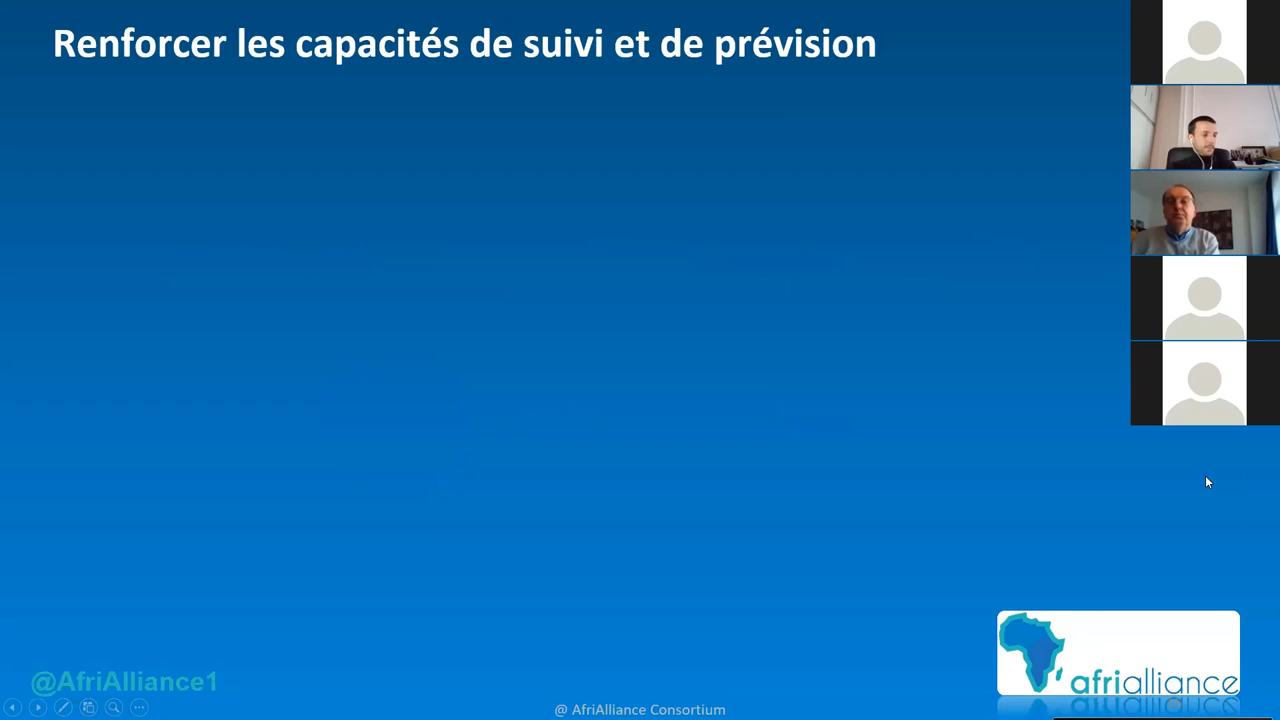 Renforcer les capacités de suivi et de prévision
@AfriAlliance1
@ AfriAlliance Consortium
afrialliance